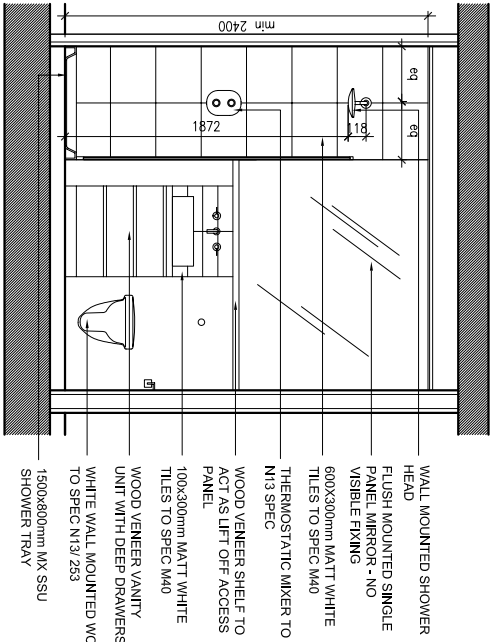 min 2400
eq
eq
118
1872
WALL MOUNTED SHOWER
HEAD
FLUSH MOUNTED SINGLE
PANEL MIRROR - NO
VISIBLE FIXING
600X300mm MATT WHITE
TILES TO SPEC M40
THERMOSTATIC MIXER TO
N13 SPEC
WOOD VENEER SHELF TO
ACT AS LIFT OFF ACCESS
PANEL
100x300mm MATT WHITE
TILES TO SPEC M40
WOOD VENEER VANITY
UNIT WITH DEEP DRAWERS
WHITE WALL MOUNTED WC
TO SPEC N13/ 253
1500x800mm MX SSU
SHOWER TRAY